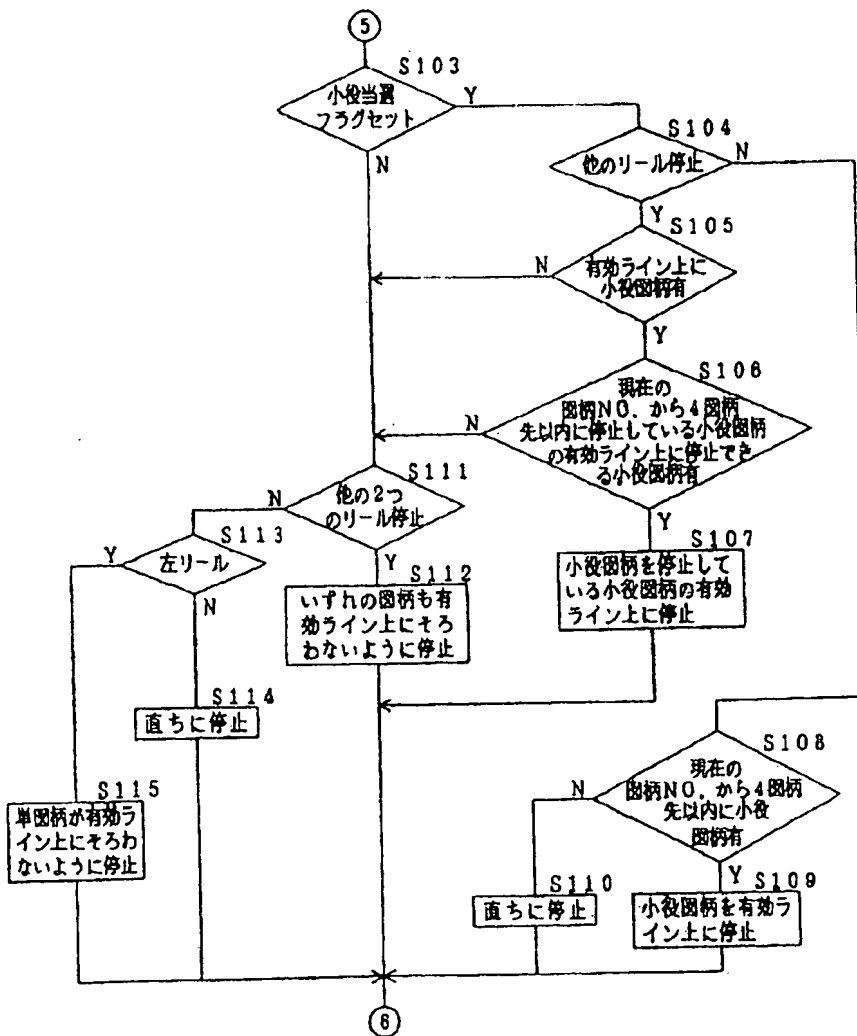 5
S103
小役当選
フラグセット
Y
N
S104
他のリール停止
N
Y
S105
有効ライン上に
小役図柄有
N
Y
S106
現在の
図柄NO.から4図柄
先以内に停止している小役図柄
の有効ライン上に停止でき
る小役図柄有
N
Y
S107
小役図柄を停止して
いる小役図柄の有効
ライン上に停止
S111
他の2つ
のリール停止
N
Y
S112
いずれの図柄も有
効ライン上にそろ
わないように停止
S113
左リール
Y
N
S114
直ちに停止
S115
単図柄が有効ラ
イン上にそろわ
ないように停止
S108
現在の
図柄NO.から4図柄
先以内に小役
図柄有
N
Y
S110
直ちに停止
S109
小役図柄を有効ラ
イン上に停止
6